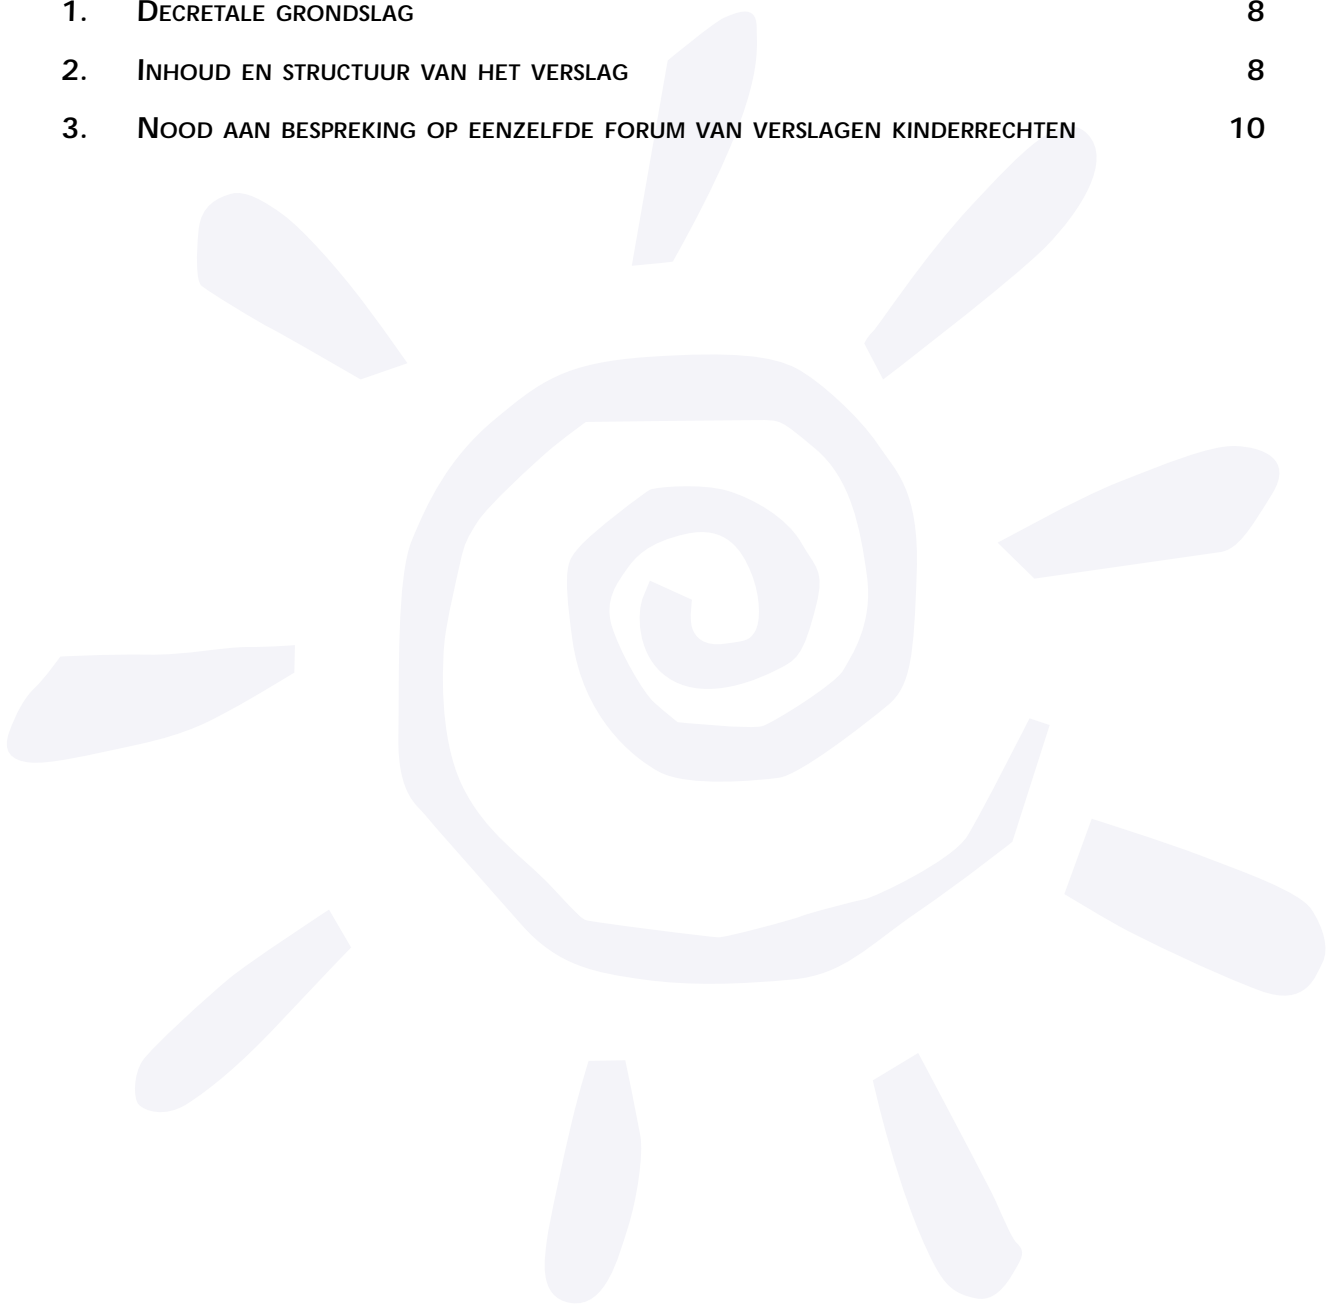 1. Decretale grondslag 8
2. Inhoud en structuur van het verslag 8
3. Nood aan bespreking op eenzelfde forum van verslagen kinderrechten 10